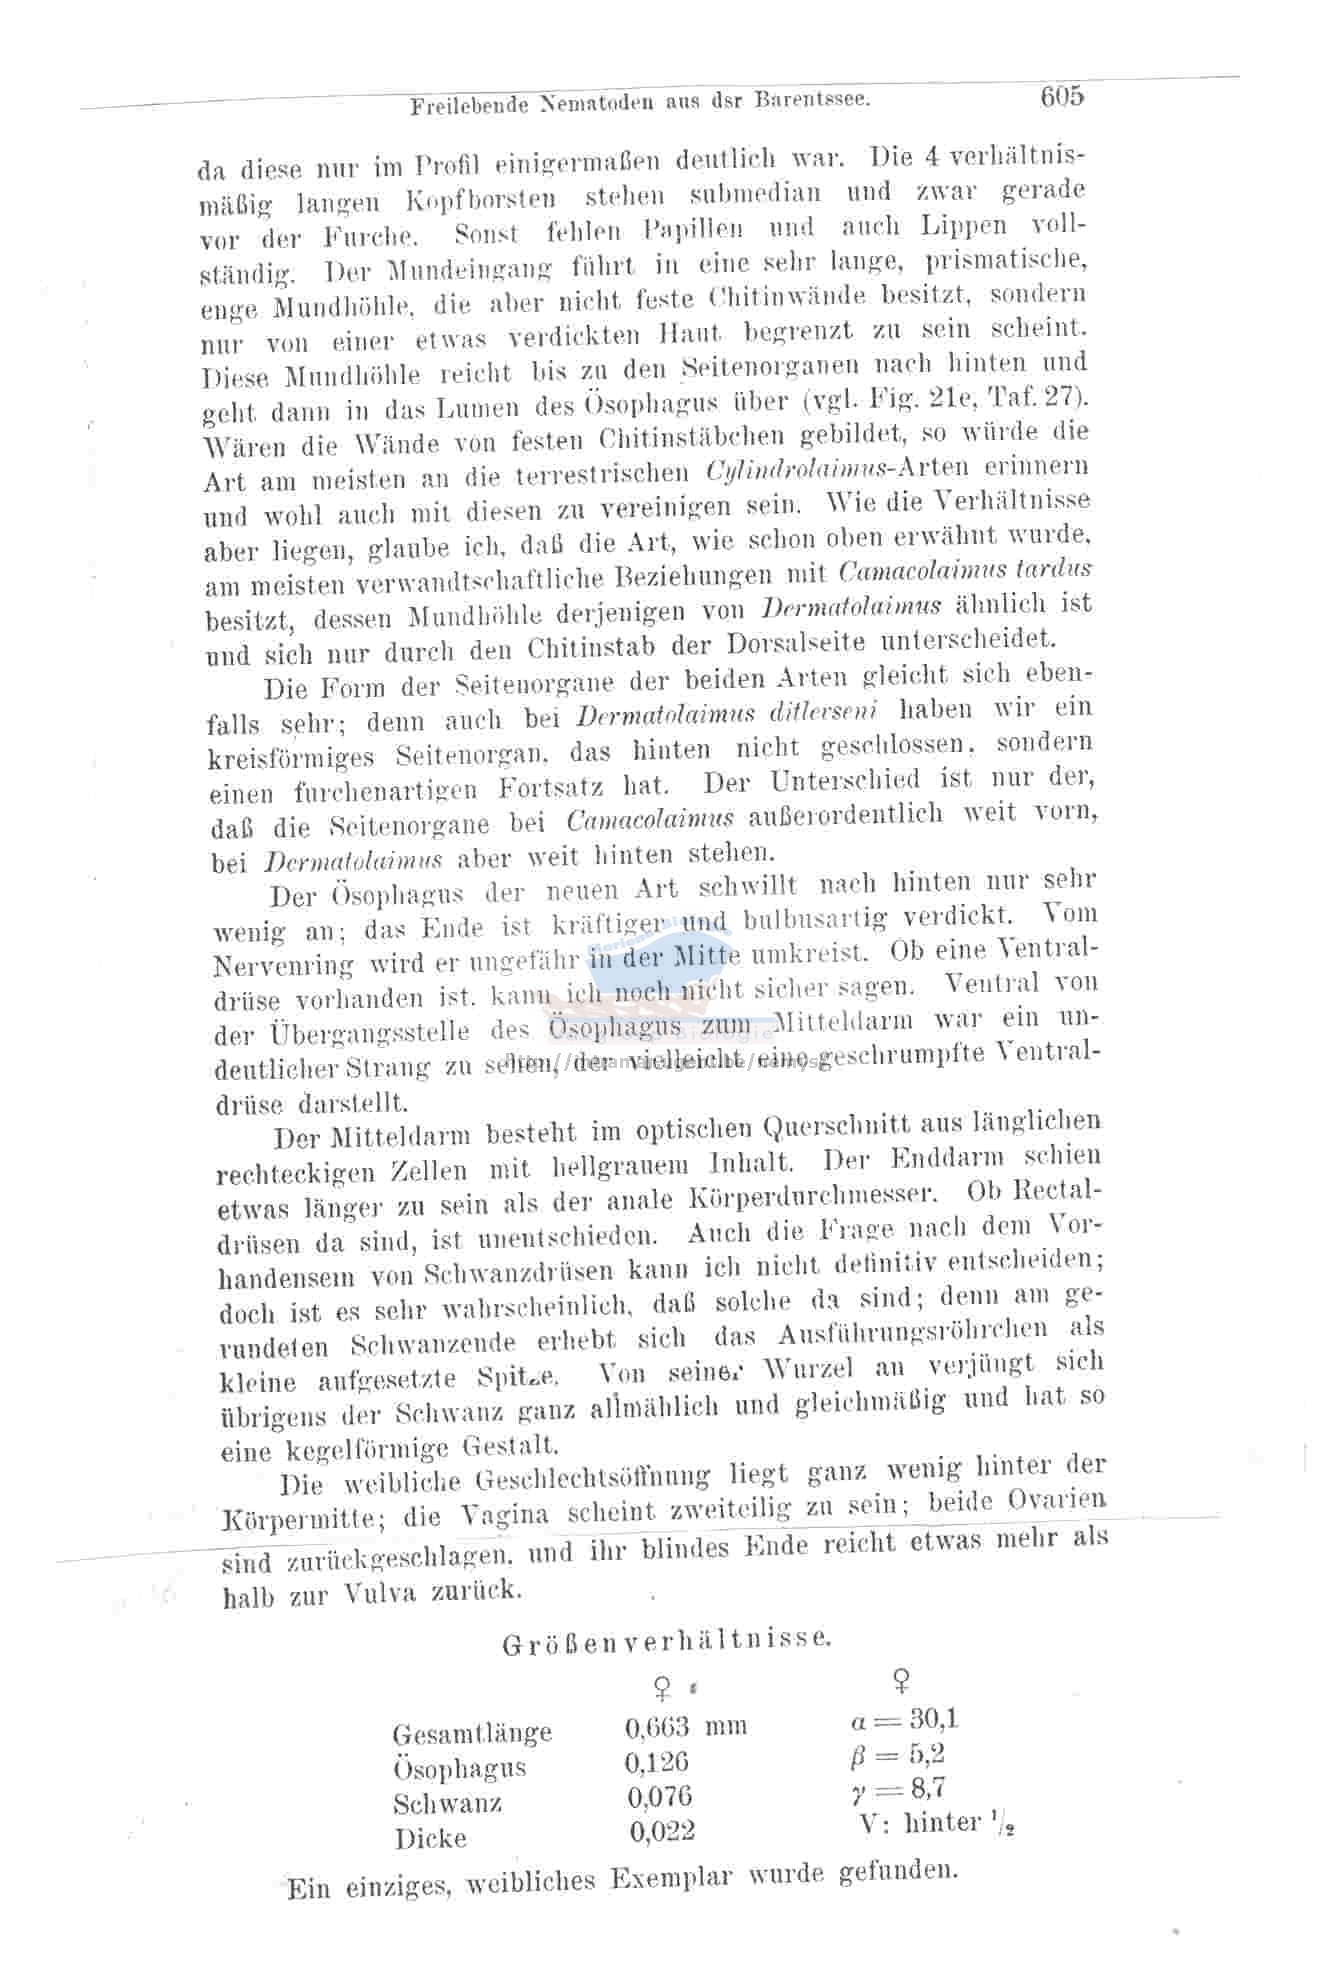 Freilebende Nematoden aus dsr Barentssee. 605
da diese nur im Profil einigermaßen deutlich war. Die 4 verhältnis-
mäßig langen Kopfborsten stehen submedian und zwar gerade
vor der Furche. Sonst fehlen Papillen und auch Lippen voll-
ständig. Der Mundeingang führt in eine sehr lange, prismatische,
enge Mundhöhle, die aber nicht feste Chitinwände besitzt, sondern
nur von einer etwas verdickten Haut begrenzt zu sein scheint.
Diese Mundhöhle reicht bis zu den Seitenorganen nach hinten und
geht dann in das Lumen des Ösophagus über (vgl. Fig. 21e, Taf. 27).
Wären die Wände von festen Chitinstäbchen gebildet, so würde die
Art am meisten an die terrestrischen Cylindrolaimus-Arten erinnern
und wohl auch mit diesen zu vereinigen sein. Wie die Verhältnisse
aber liegen, glaube ich, daß die Art, wie schon oben erwähnt wurde,
am meisten verwandtschaftliche Beziehungen mit Camacolaimus tardus
besitzt, dessen Mundhöhle derjenigen von Dermatolaimus ähnlich ist
und sich nur durch den Chitinstab der Dorsalseite unterscheidet.
Die Form der Seitenorgane der beiden Arten gleicht sich eben-
falls sehr; denn auch bei Dermatolaimus ditlerseni haben wir ein
kreisförmiges Seitenorgan, das hinten nicht geschlossen, sondern
einen furchenartigen Fortsatz hat. Der Unterschied ist nur der,
daß die Seitenorgane bei Camacolaimus außerordentlich weit vorn,
bei Dermatolaimus aber weit hinten stehen.
Der Ösophagus der neuen Art schwillt nach hinten nur sehr
wenig an; das Ende ist kräftiger und bulbusartig verdickt. Vom
Nervenring wird er ungefähr in der Mitte umkreist. Ob eine Ventral-
drüse vorhanden ist, kann ich noch nicht sicher sagen. Ventral von
der Übergangsstelle des Ösophagus zum Mitteldarm war ein un-
deutlicher Strang zu sehen, der vielleicht eine geschrumpfte Ventral-
drüse darstellt.
Der Mitteldarm besteht im optischen Querschnitt aus länglichen
rechteckigen Zellen mit hellgrauem Inhalt. Der Enddarm schien
etwas länger zu sein als der anale Körperdurchmesser. Ob Rectal-
drüsen da sind, ist unentschieden. Auch die Frage nach dem Vor-
handensein von Schwanzdrüsen kann ich nicht definitiv entscheiden;
doch ist es sehr wahrscheinlich, daß solche da sind; denn am ge-
rundeten Schwanzende erhebt sich das Ausführungsröhrchen als
kleine aufgesetzte Spitze. Von seiner Wurzel an verjüngt sich
übrigens der Schwanz ganz allmählich und gleichmäßig und hat so
eine kegelförmige Gestalt.
Die weibliche Geschlechtsöffnung liegt ganz wenig hinter der
Körpermitte; die Vagina scheint zweiteilig zu sein; beide Ovarien
sind zurückgeschlagen, und ihr blindes Ende reicht etwas mehr als
halb zur Vulva zurück.
Größenverhältnisse.
♀ ♀
Gesamtlänge 0,663 mm α = 30,1
Ösophagus 0,126 β = 5,2
Schwanz 0,076 γ = 8,7
Dicke 0,022 V: hinter 1/2
Ein einziges, weibliches Exemplar wurde gefunden.